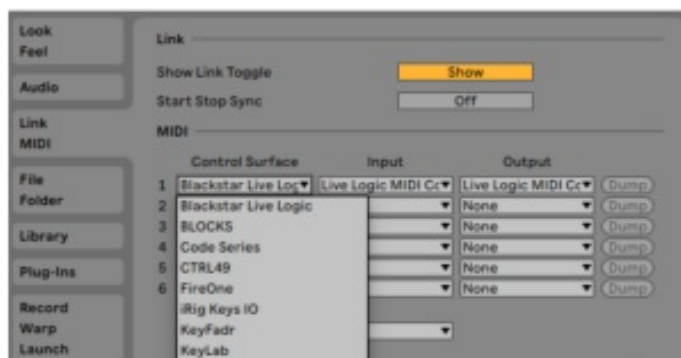 Look
Feel
Audio
Link
MIDI
File
Folder
Library
Plug-Ins
Record
Warp
Launch
Link
Show Link Toggle Show
Start Stop Sync Off
MIDI
Control Surface Input Output
1 Blackstar Live Log Live Logic MIDI Cc Live Logic MIDI Cc Dump
2 Blackstar Live Logic None Dump
3 BLOCKS None Dump
4 Code Series None Dump
5 CTRL49 None Dump
6 FireOne None Dump
iRig Keys IO
KeyFadr
KeyLab